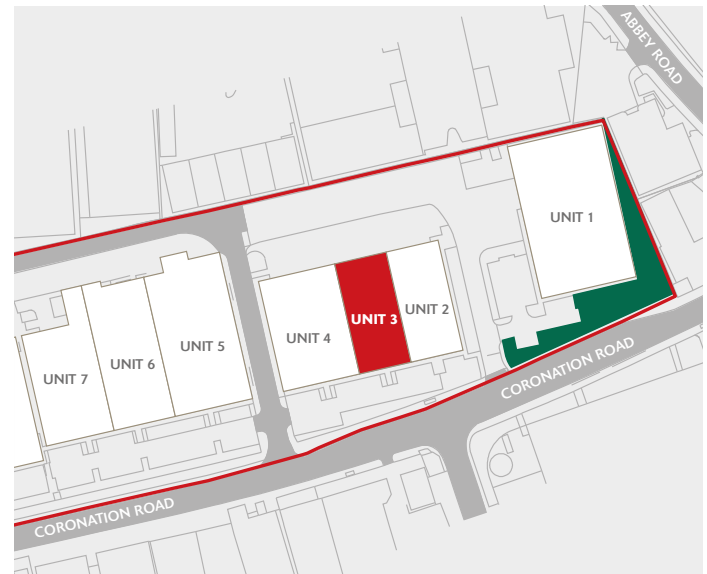 ABBEY ROAD
UNIT 1
UNIT 2
UNIT 3
UNIT 4
UNIT 5
UNIT 6
UNIT 7
CORONATION ROAD
CORONATION ROAD